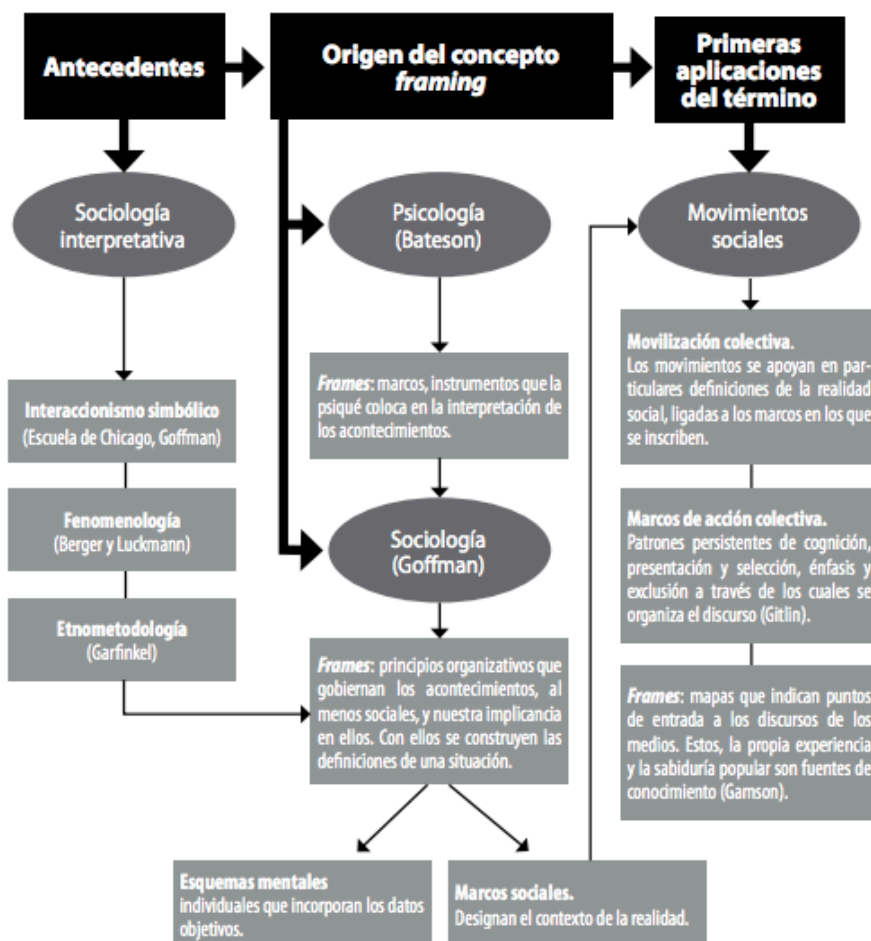 Antecedentes
Origen del concepto
framing
Primeras
aplicaciones
del término
Sociología
interpretativa
Psicología
(Bateson)
Movimientos
sociales
Interaccionismo simbólico
(Escuela de Chicago, Goffman)
Fenomenología
(Berger y Luckmann)
Etnometodología
(Garfinkel)
Frames: marcos, instrumentos que la
psiqué coloca en la interpretación de
los acontecimientos.
Sociología
(Goffman)
Frames: principios organizativos que
gobiernan los acontecimientos, al
menos sociales, y nuestra implicancia
en ellos. Con ellos se construyen las
definiciones de una situación.
Esquemas mentales
individuales que incorporan los datos
objetivos.
Marcos sociales.
Designan el contexto de la realidad.
Movilización colectiva.
Los movimientos se apoyan en par-
ticulares definiciones de la realidad
social, ligadas a los marcos en los que
se inscriben.
Marcos de acción colectiva.
Patrones persistentes de cognición,
presentación y selección, énfasis y
exclusión a través de los cuales se
organiza el discurso (Gitlin).
Frames: mapas que indican puntos
de entrada a los discursos de los
medios. Estos, la propia experiencia
y la sabiduría popular son fuentes de
conocimiento (Gamson).